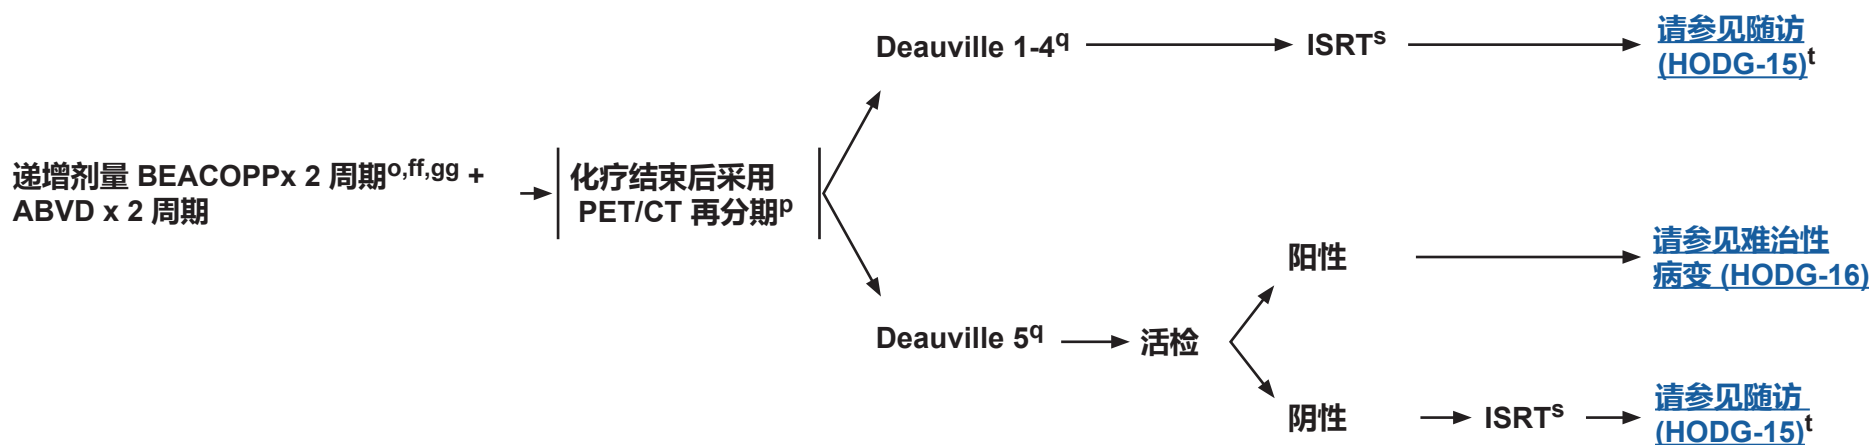 Deauville 1-4q
ISRTs
请参见随访
(HODG-15)t
递增剂量 BEACOPPx 2 周期o,ff,gg +
ABVD x 2 周期
化疗结束后采用
PET/CT 再分期p
阳性
请参见难治性
病变 (HODG-16)
Deauville 5q
活检
阴性
ISRTs
请参见随访
(HODG-15)t